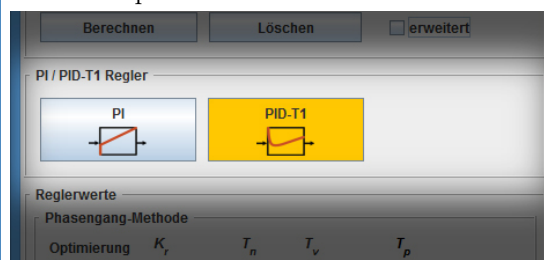 Berechnen Löschen erweitert
PI / PID-T1 Regler
PI PID-T1
Reglerwerte
Phasengang-Methode
Optimierung Kr Tn Tv Tp